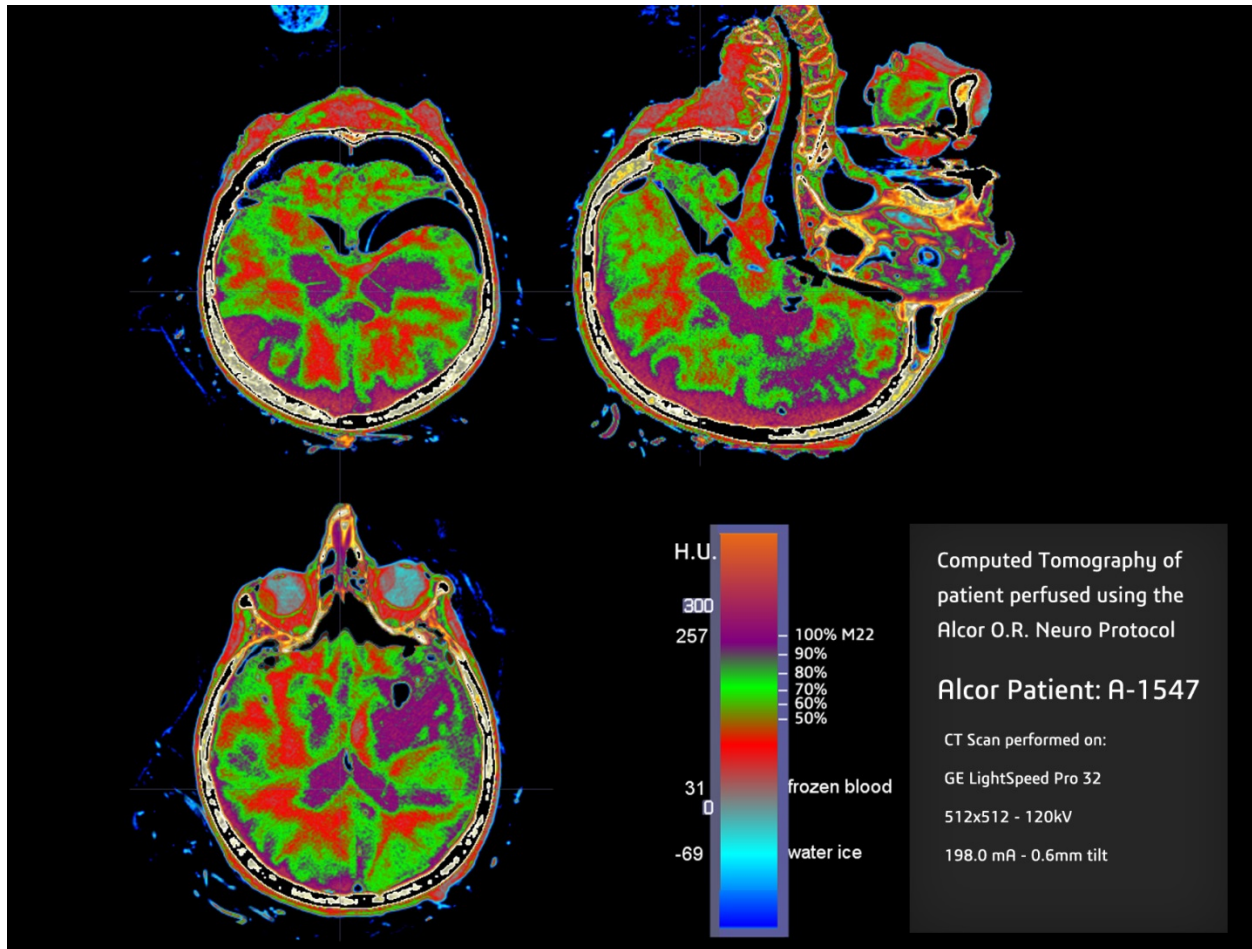 H.U.
300
257
100% M22
90%
80%
70%
60%
50%
31
frozen blood
0
-69
water ice
Computed Tomography of
patient perfused using the
Alcor O.R. Neuro Protocol
Alcor Patient: A-1547
CT Scan performed on:
GE LightSpeed Pro 32
512x512 - 120kV
198.0 mA - 0.6mm tilt